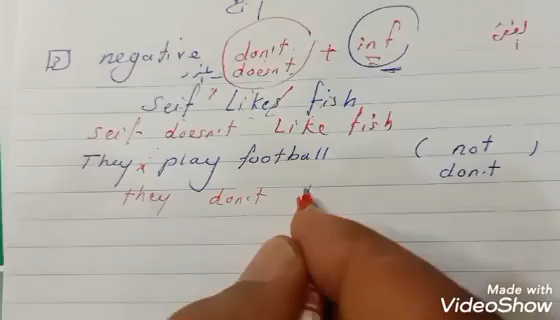 2 negative don't + inf
doesn't
Seif likes fish
Seif doesn't Like fish
They play football ( not )
don't
they don't
Made with
VideoShow